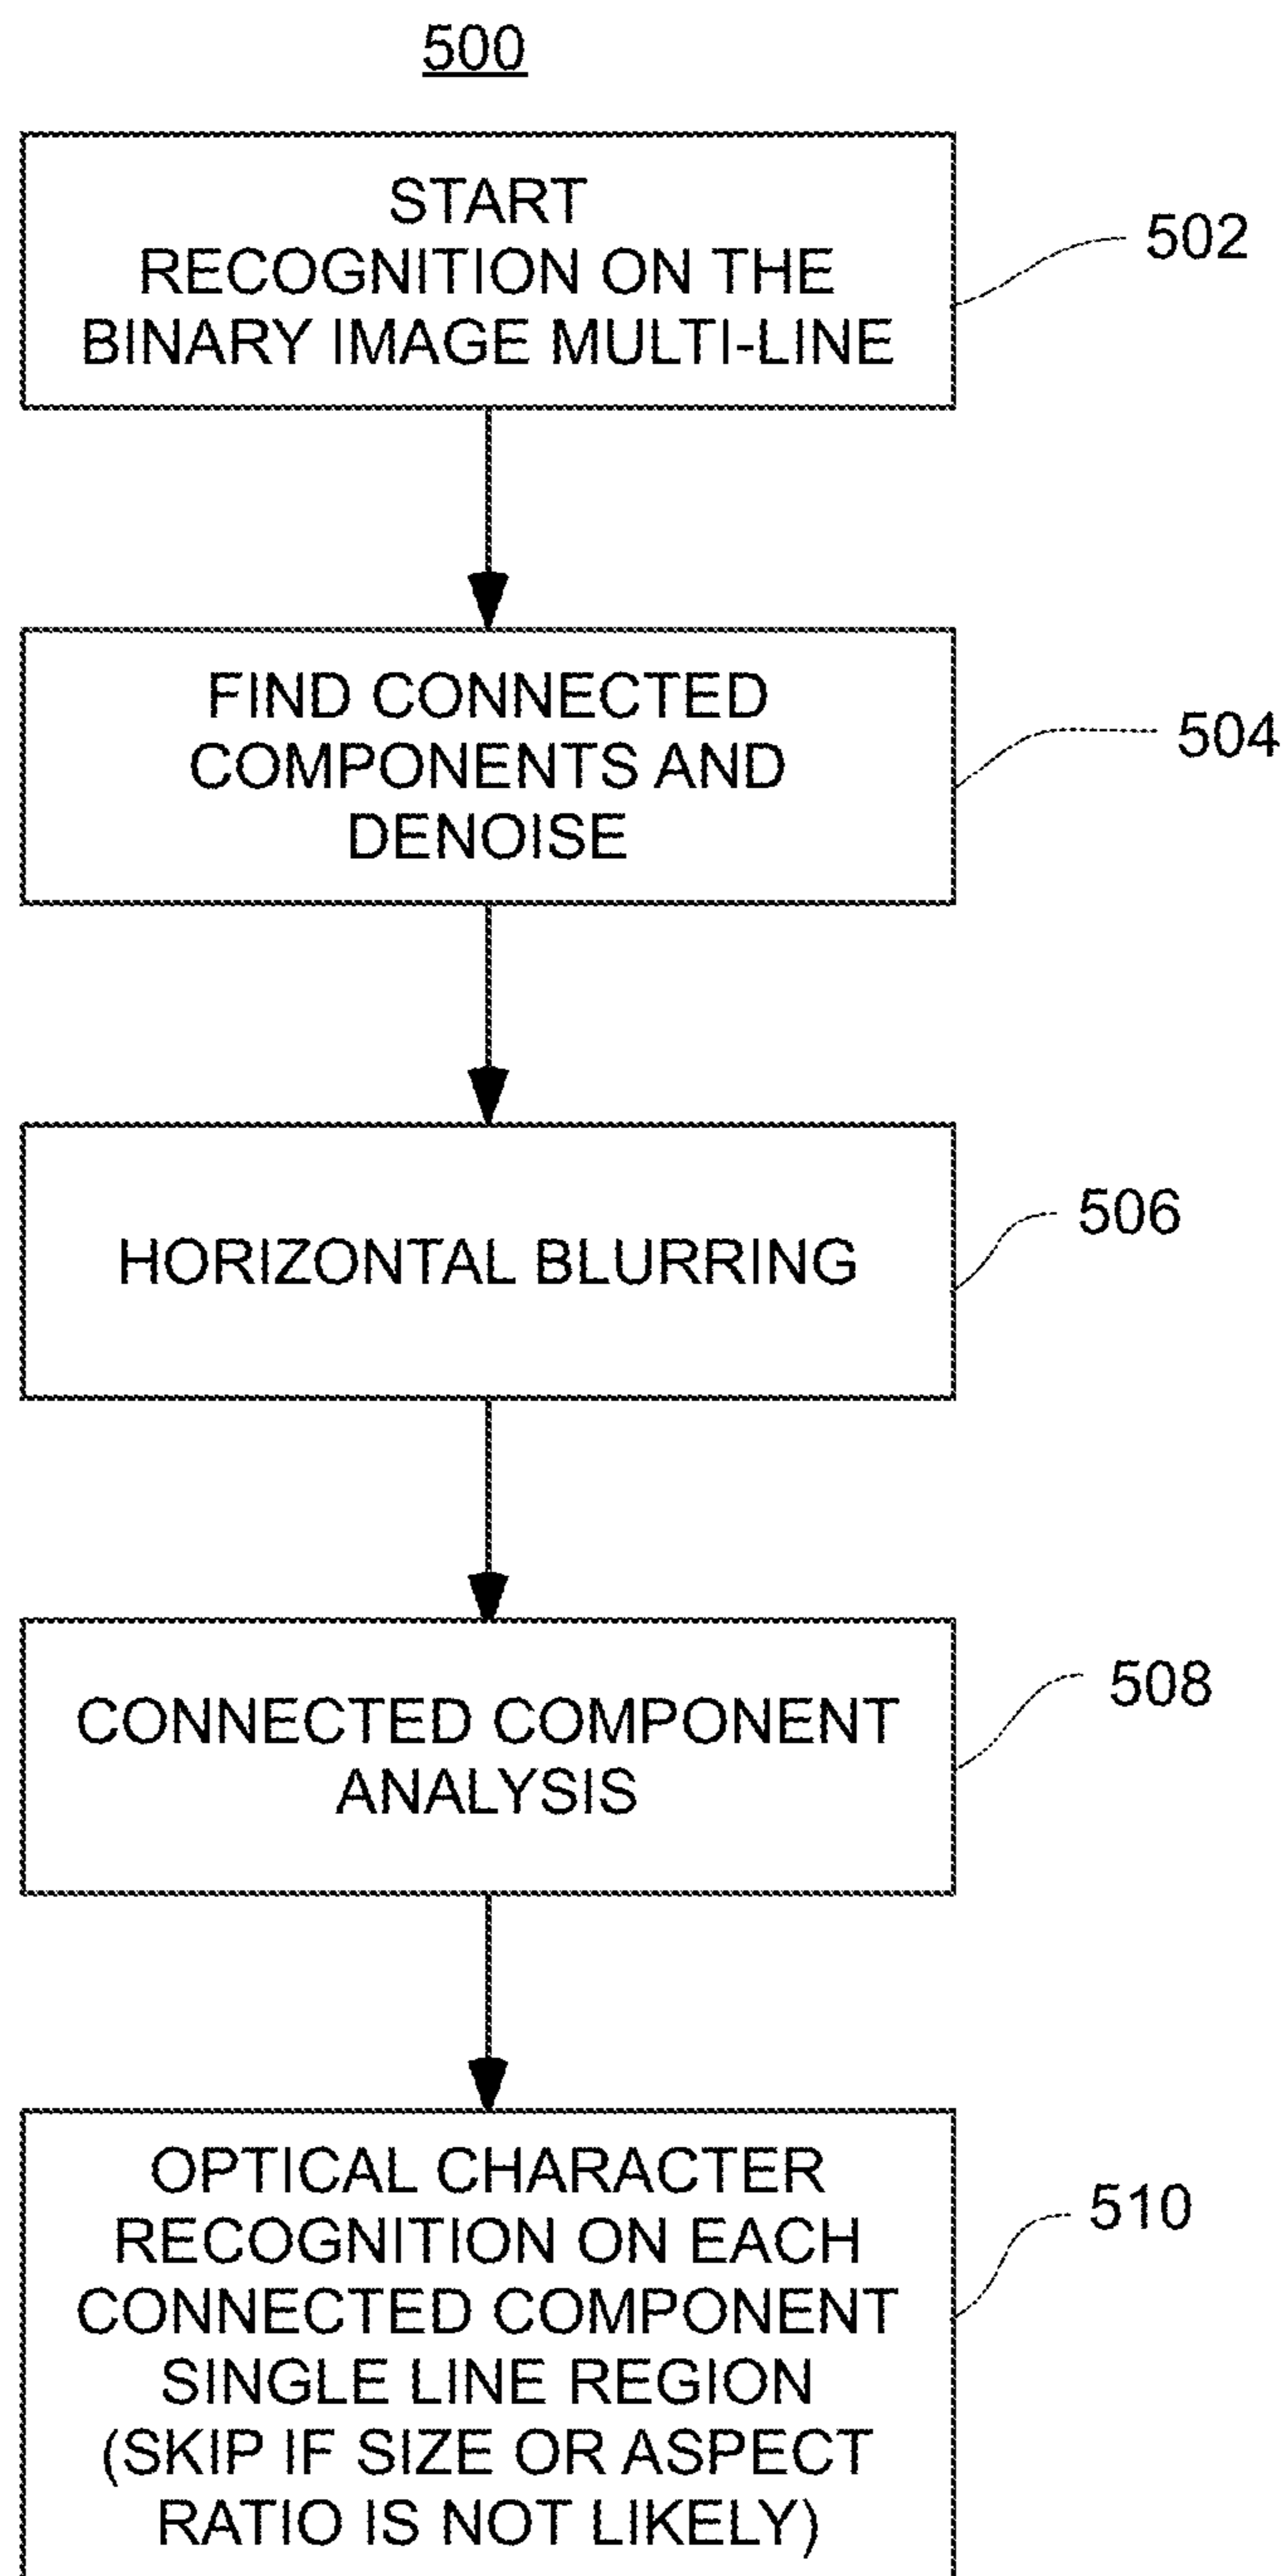 500
START
RECOGNITION ON THE
BINARY IMAGE MULTI-LINE
502
FIND CONNECTED
COMPONENTS AND
DENOISE
504
HORIZONTAL BLURRING
506
CONNECTED COMPONENT
ANALYSIS
508
OPTICAL CHARACTER
RECOGNITION ON EACH
CONNECTED COMPONENT
SINGLE LINE REGION
(SKIP IF SIZE OR ASPECT
RATIO IS NOT LIKELY)
510